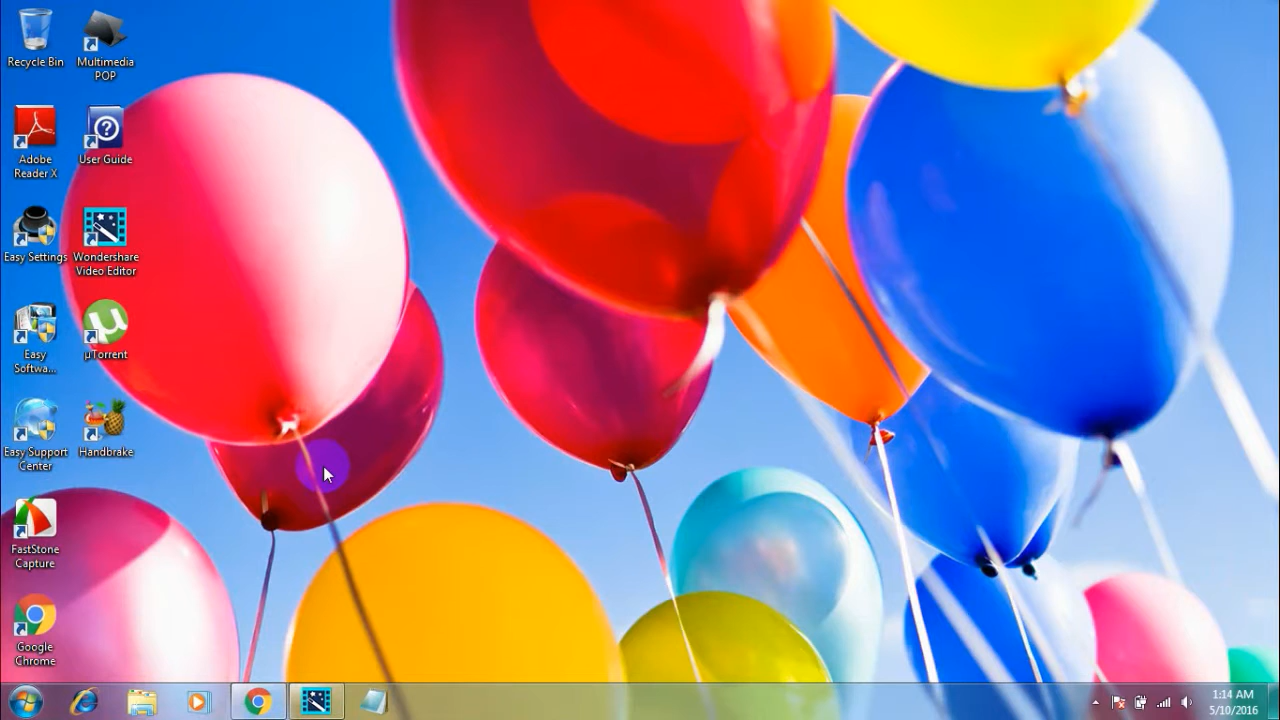 Recycle Bin
Multimedia
POP
Adobe
Reader X
User Guide
Easy Settings
Wondershare
Video Editor
Easy
Softwa...
µTorrent
Easy Support
Center
Handbrake
FastStone
Capture
Google
Chrome
1:14 AM
5/10/2016